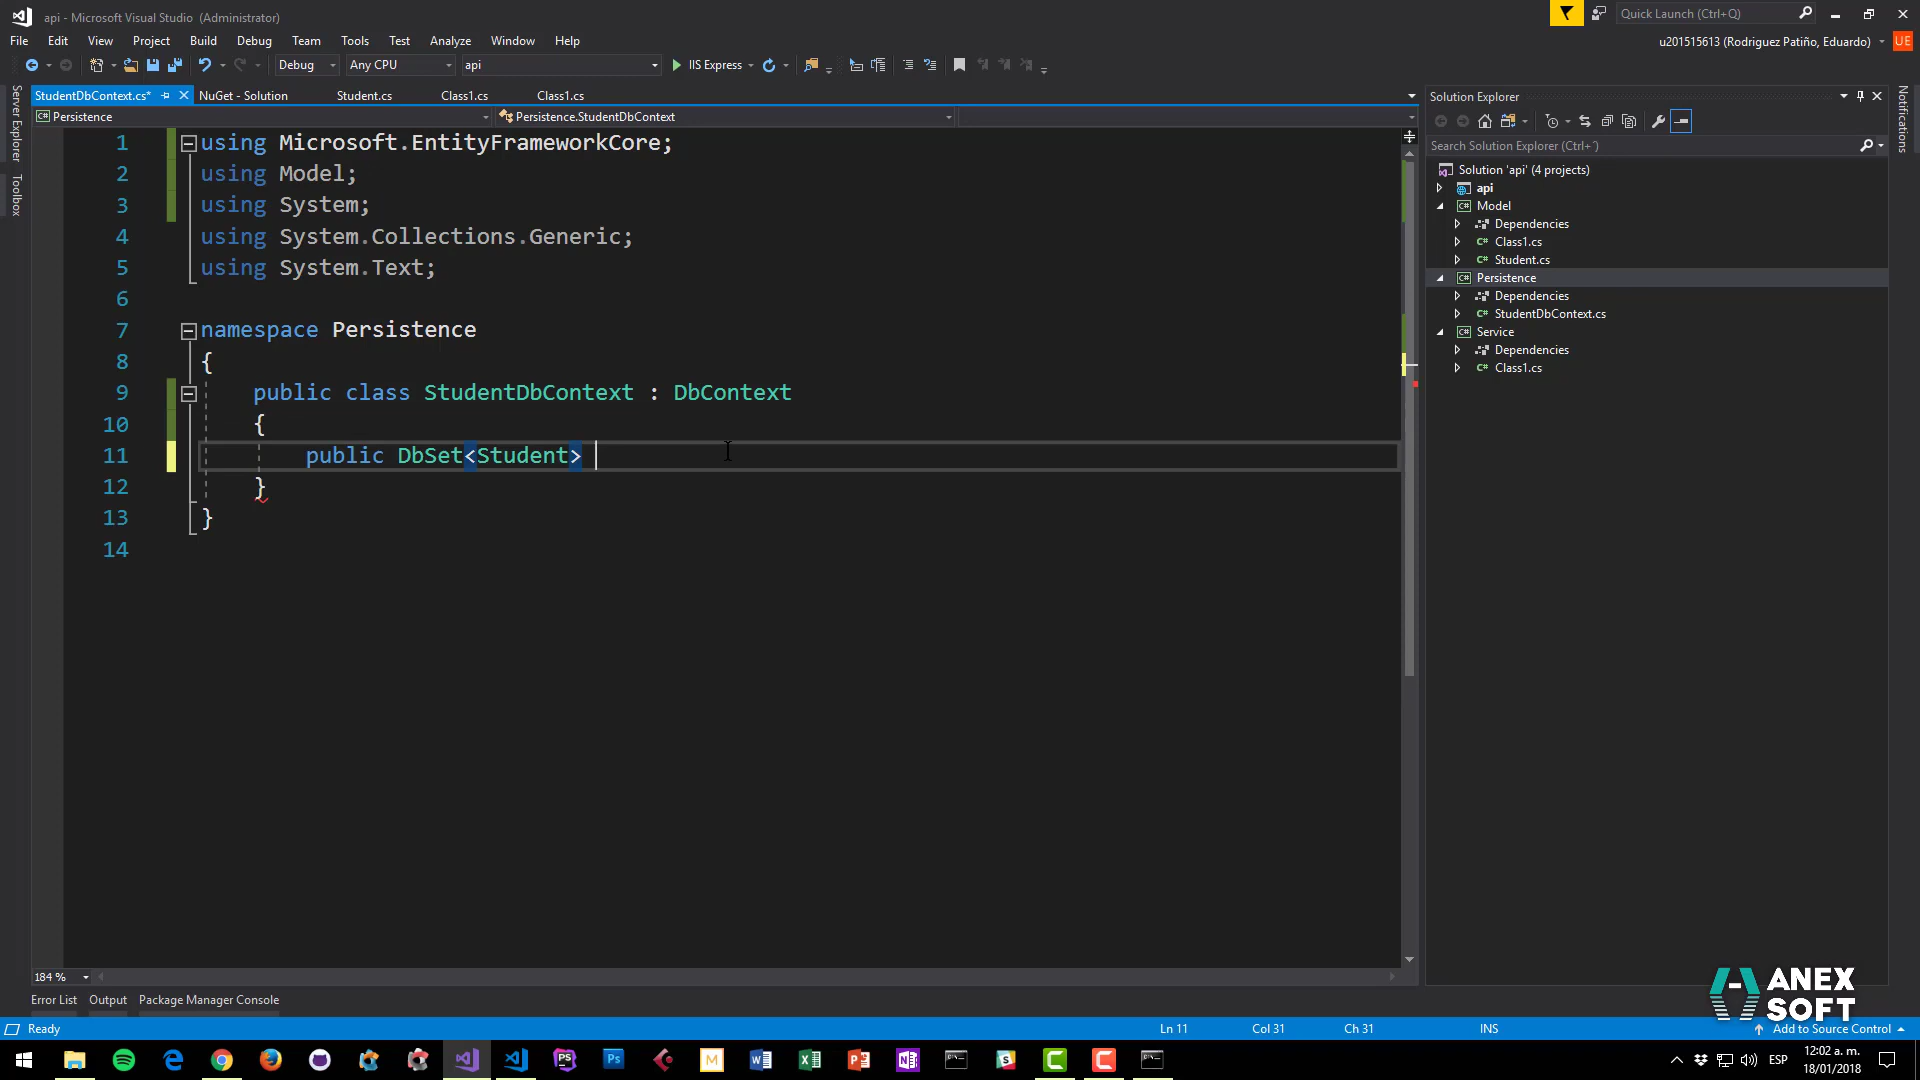 api - Microsoft Visual Studio (Administrator)
Quick Launch (Ctrl+Q)
File Edit View Project Build Debug Team Tools Test Analyze Window Help
u201515613 (Rodriguez Patiño, Eduardo) UE
Debug Any CPU api IIS Express
Server Explorer
Toolbox
StudentDbContext.cs* NuGet - Solution Student.cs Class1.cs Class1.cs
C# Persistence Persistence.StudentDbContext
1 using Microsoft.EntityFrameworkCore;
2 using Model;
3 using System;
4 using System.Collections.Generic;
5 using System.Text;
6
7 namespace Persistence
8 {
9 public class StudentDbContext : DbContext
10 {
11 public DbSet<Student>
12 }
13 }
14
184 %
Solution Explorer
Search Solution Explorer (Ctrl+´)
Solution 'api' (4 projects)
api
C# Model
Dependencies
C# Class1.cs
C# Student.cs
C# Persistence
Dependencies
C# StudentDbContext.cs
C# Service
Dependencies
C# Class1.cs
Notifications
ANEX
SOFT
Error List Output Package Manager Console
Ready Ln 11 Col 31 Ch 31 INS Add to Source Control
PS Ps M
ESP
12:02 a. m.
18/01/2018